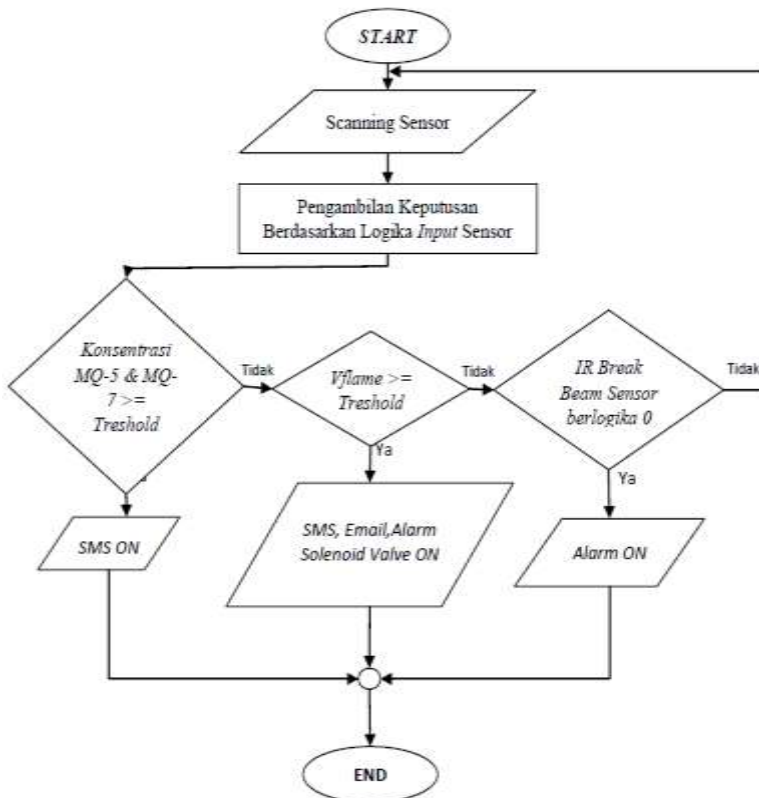 START
Scanning Sensor
Pengambilan Keputusan
Berdasarkan Logika Input Sensor
Konsentrasi
MQ-5 & MQ-
7 >=
Treshold
Tidak
Vflame >=
Treshold
Tidak
IR Break
Beam Sensor
berlogika 0
Tidak
Ya
Ya
SMS ON
SMS, Email,Alarm
Solenoid Valve ON
Alarm ON
END